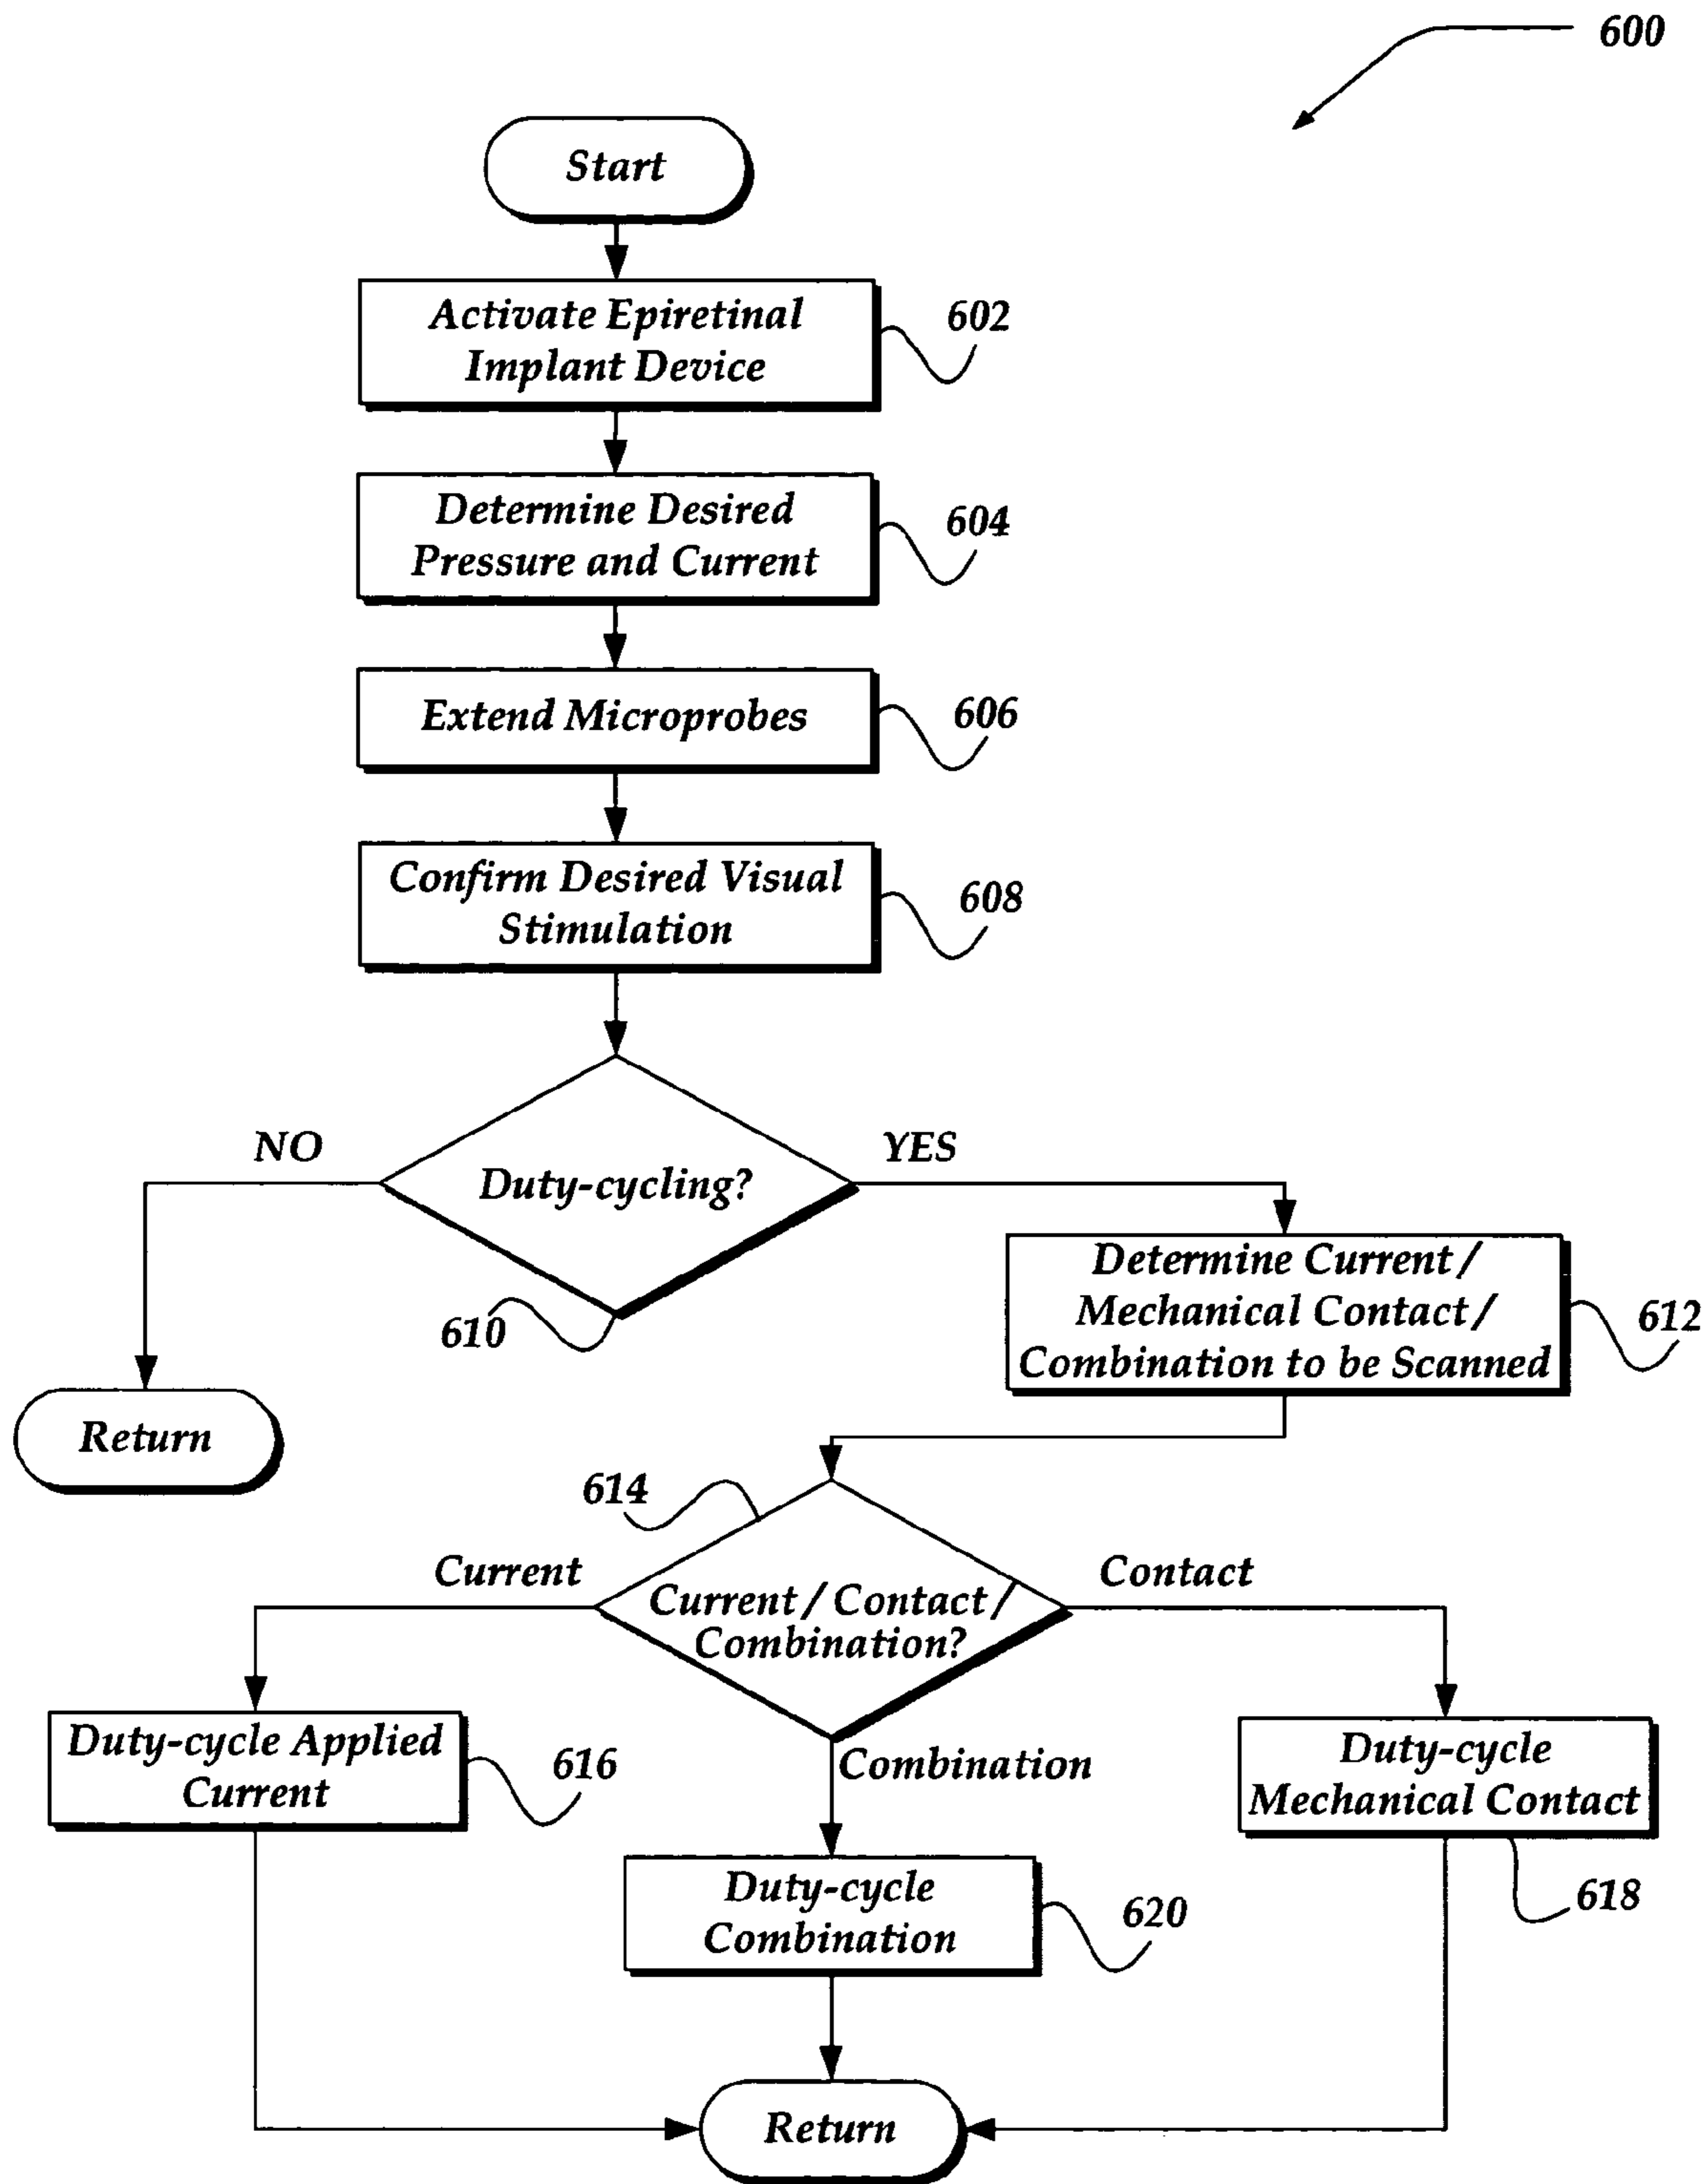 600
Start
Activate Epiretinal
Implant Device
602
Determine Desired
Pressure and Current
604
Extend Microprobes
606
Confirm Desired Visual
Stimulation
608
NO
YES
Duty-cycling?
610
Determine Current /
Mechanical Contact /
Combination to be Scanned
612
Return
614
Current
Contact
Current / Contact /
Combination?
Duty-cycle Applied
Current
616
Combination
Duty-cycle
Mechanical Contact
618
Duty-cycle
Combination
620
Return